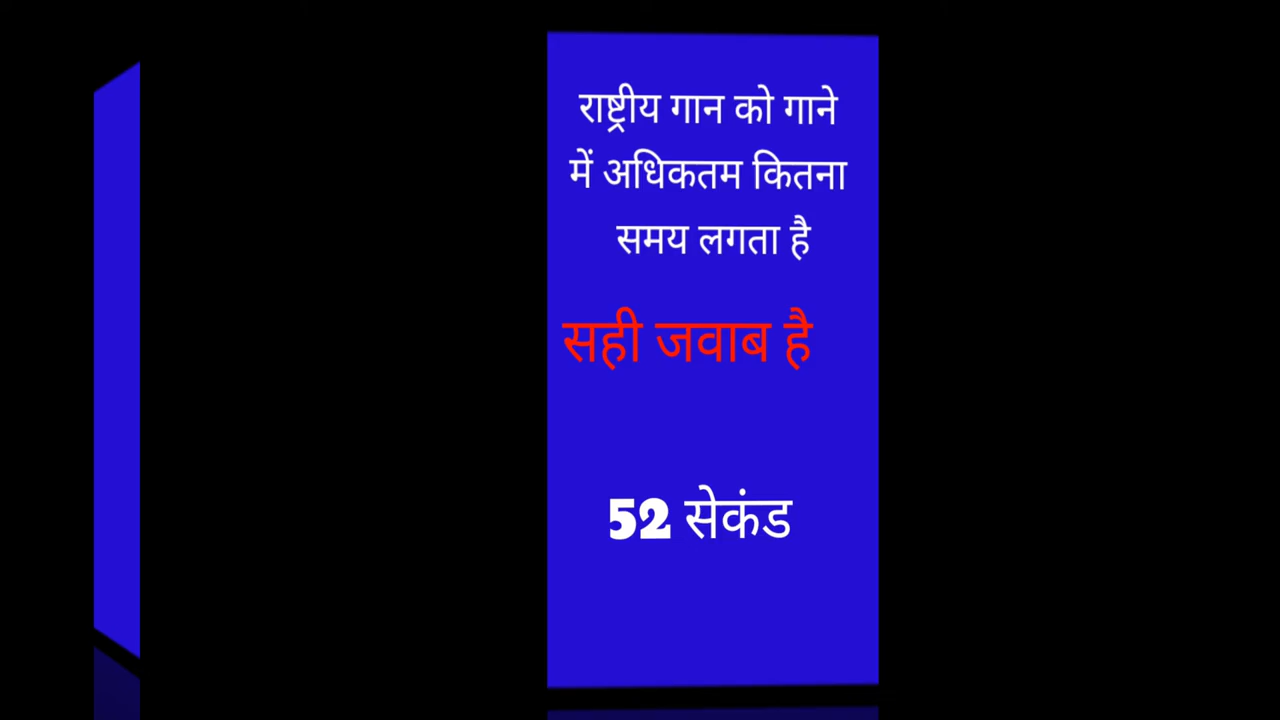 राष्ट्रीय गान को गाने
में अधिकतम कितना
समय लगता है
सही जवाब है
52 सेकंड